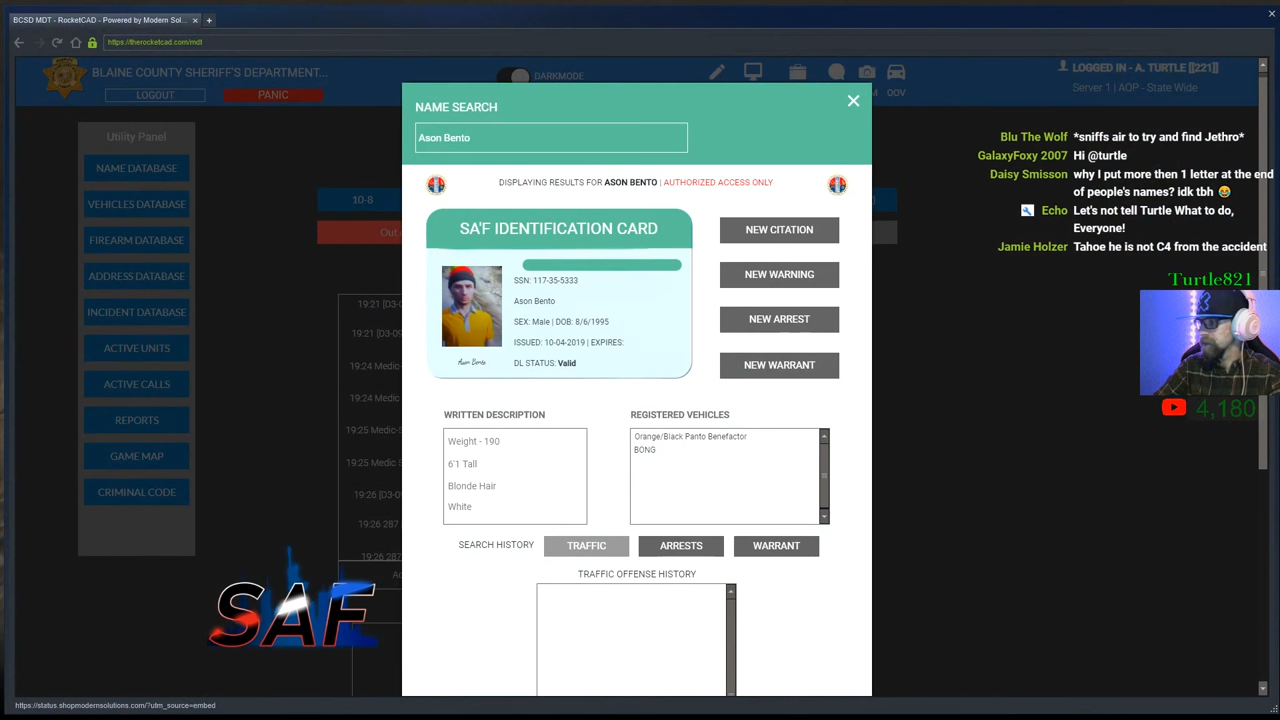 BCSD MDT - RocketCAD - Powered by Modern Sol...
https://therocketcad.com/mdt
BLAINE COUNTY SHERIFF'S DEPARTMENT...
LOGOUT
PANIC
DARKMODE
DOV
LOGGED IN - A. TURTLE [[221]]
Server 1 | AOP - State Wide
Utility Panel
NAME DATABASE
VEHICLES DATABASE
FIREARM DATABASE
ADDRESS DATABASE
INCIDENT DATABASE
ACTIVE UNITS
ACTIVE CALLS
REPORTS
GAME MAP
CRIMINAL CODE
10-8
19:21 [D3-0
19:21 [D3-0
19:24 Medic-
19:24 Medic-
19:25 Medic-S
19:25 Medic
19:26 [D3-0
19:26 287
19:26 287
NAME SEARCH
Ason Bento
DISPLAYING RESULTS FOR ASON BENTO | AUTHORIZED ACCESS ONLY
SA'F IDENTIFICATION CARD
SSN: 117-35-5333
Ason Bento
SEX: Male | DOB: 8/6/1995
ISSUED: 10-04-2019 | EXPIRES:
DL STATUS: Valid
Ason Bento
NEW CITATION
NEW WARNING
NEW ARREST
NEW WARRANT
WRITTEN DESCRIPTION
Weight - 190
6'1 Tall
Blonde Hair
White
REGISTERED VEHICLES
Orange/Black Panto Benefactor
BONG
SEARCH HISTORY
TRAFFIC
ARRESTS
WARRANT
TRAFFIC OFFENSE HISTORY
Blu The Wolf *sniffs air to try and find Jethro*
GalaxyFoxy 2007 Hi @turtle
Daisy Smisson why I put more then 1 letter at the end
of people's names? idk tbh 😂
Echo Let's not tell Turtle What to do,
Everyone!
Jamie Holzer Tahoe he is not C4 from the accident
Turtle821
4,180
SAF
https://status.shopmodernsolutions.com/?utm_source=embed